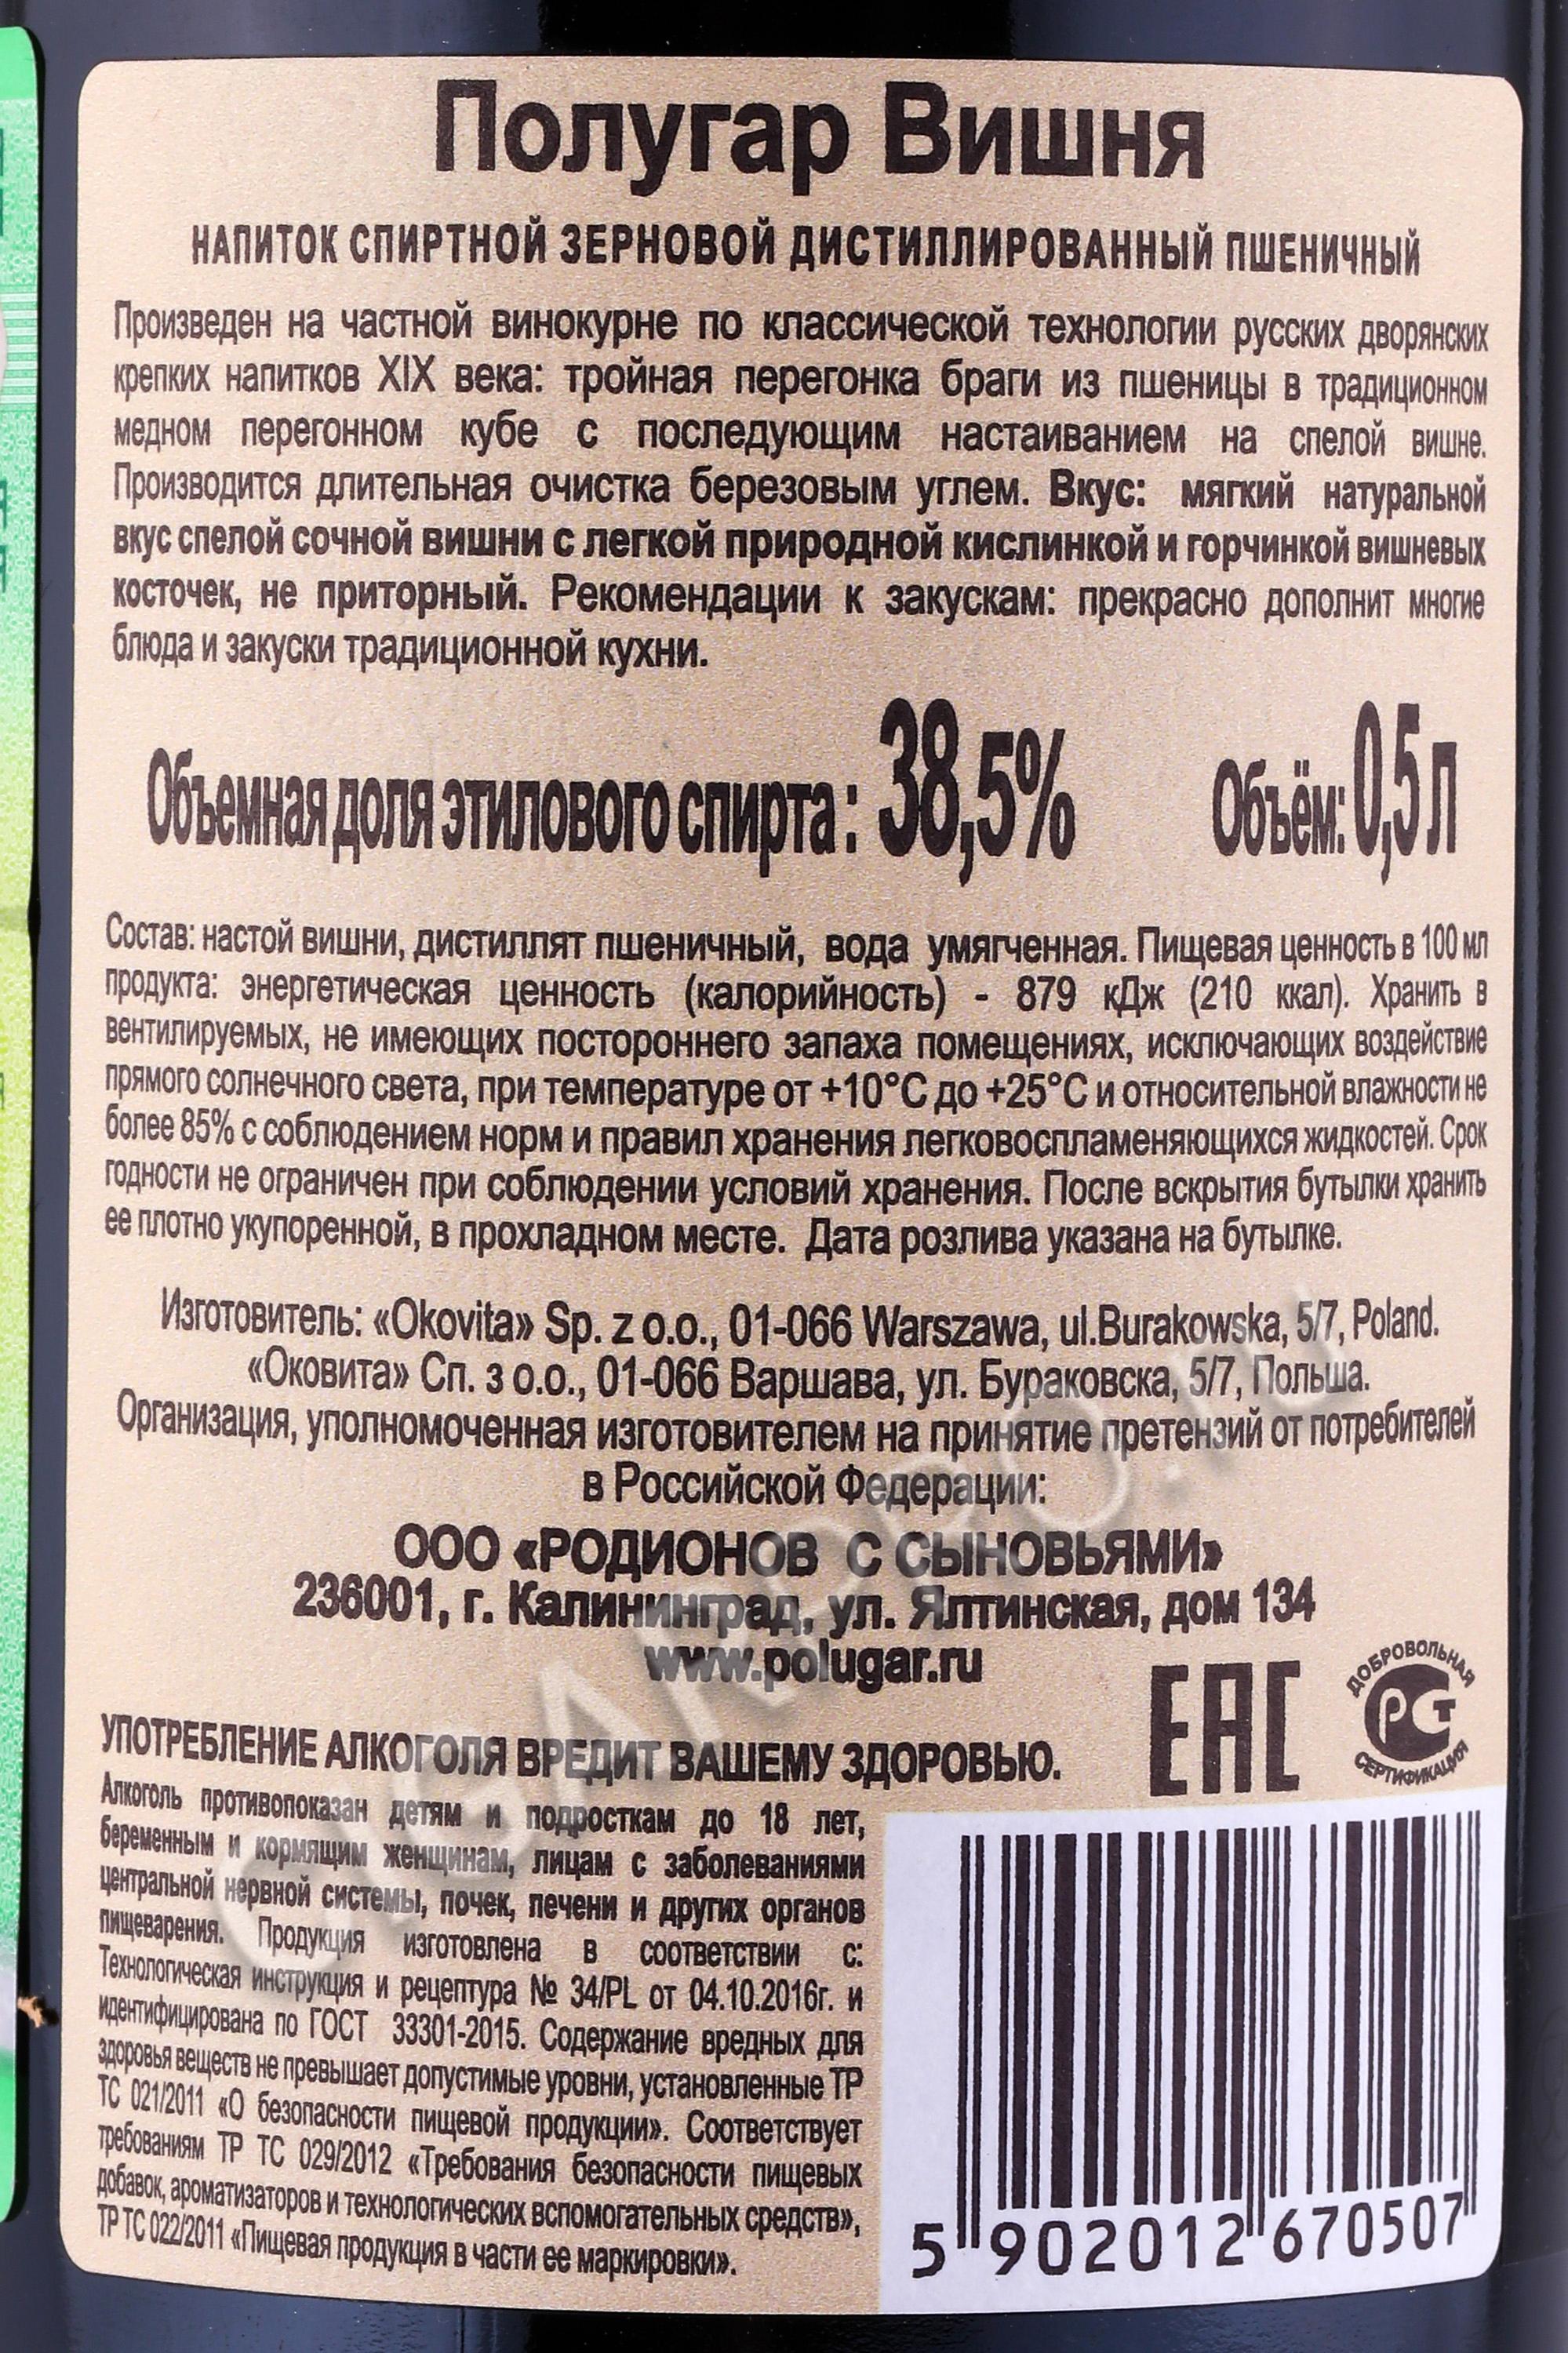 Полугар Вишня
НАПИТОК СПИРТНОЙ ЗЕРНОВОЙ ДИСТИЛЛИРОВАННЫЙ ПШЕНИЧНЫЙ
Произведен на частной винокурне по классической технологии русских дворянских
крепких напитков XIX века: тройная перегонка браги из пшеницы в традиционном
медном перегонном кубе с последующим настаиванием на спелой вишне.
Производится длительная очистка березовым углем. Вкус: мягкий натуральной
вкус спелой сочной вишни с легкой природной кислинкой и горчинкой вишневых
косточек, не приторный. Рекомендации к закускам: прекрасно дополнит многие
блюда и закуски традиционной кухни.
Объемная доля этилового спирта: 38,5% Объём: 0,5 л
Состав: настой вишни, дистиллят пшеничный, вода умягченная. Пищевая ценность в 100 мл
продукта: энергетическая ценность (калорийность) - 879 кДж (210 ккал). Хранить в
вентилируемых, не имеющих постороннего запаха помещениях, исключающих воздействие
прямого солнечного света, при температуре от +10°C до +25°C и относительной влажности не
более 85% с соблюдением норм и правил хранения легковоспламеняющихся жидкостей. Срок
годности не ограничен при соблюдении условий хранения. После вскрытия бутылки хранить
ее плотно укупоренной, в прохладном месте. Дата розлива указана на бутылке.
Изготовитель: «Okovita» Sp. z o.o., 01-066 Warszawa, ul.Burakowska, 5/7, Poland.
«Оковита» Сп. з о.о., 01-066 Варшава, ул. Бураковска, 5/7, Польша.
Организация, уполномоченная изготовителем на принятие претензий от потребителей
в Российской Федерации:
ООО «РОДИОНОВ С СЫНОВЬЯМИ»
236001, г. Калининград, ул. Ялтинская, дом 134
www.polugar.ru
EAC
ДОБРОВОЛЬНАЯ
РСТ
СЕРТИФИКАЦИЯ
УПОТРЕБЛЕНИЕ АЛКОГОЛЯ ВРЕДИТ ВАШЕМУ ЗДОРОВЬЮ.
Алкоголь противопоказан детям и подросткам до 18 лет,
беременным и кормящим женщинам, лицам с заболеваниями
центральной нервной системы, почек, печени и других органов
пищеварения. Продукция изготовлена в соответствии с:
Технологическая инструкция и рецептура № 34/PL от 04.10.2016г. и
идентифицирована по ГОСТ 33301-2015. Содержание вредных для
здоровья веществ не превышает допустимые уровни, установленные ТР
ТС 021/2011 «О безопасности пищевой продукции». Соответствует
требованиям ТР ТС 029/2012 «Требования безопасности пищевых
добавок, ароматизаторов и технологических вспомогательных средств»,
ТР ТС 022/2011 «Пищевая продукция в части ее маркировки».
5 902012 670507